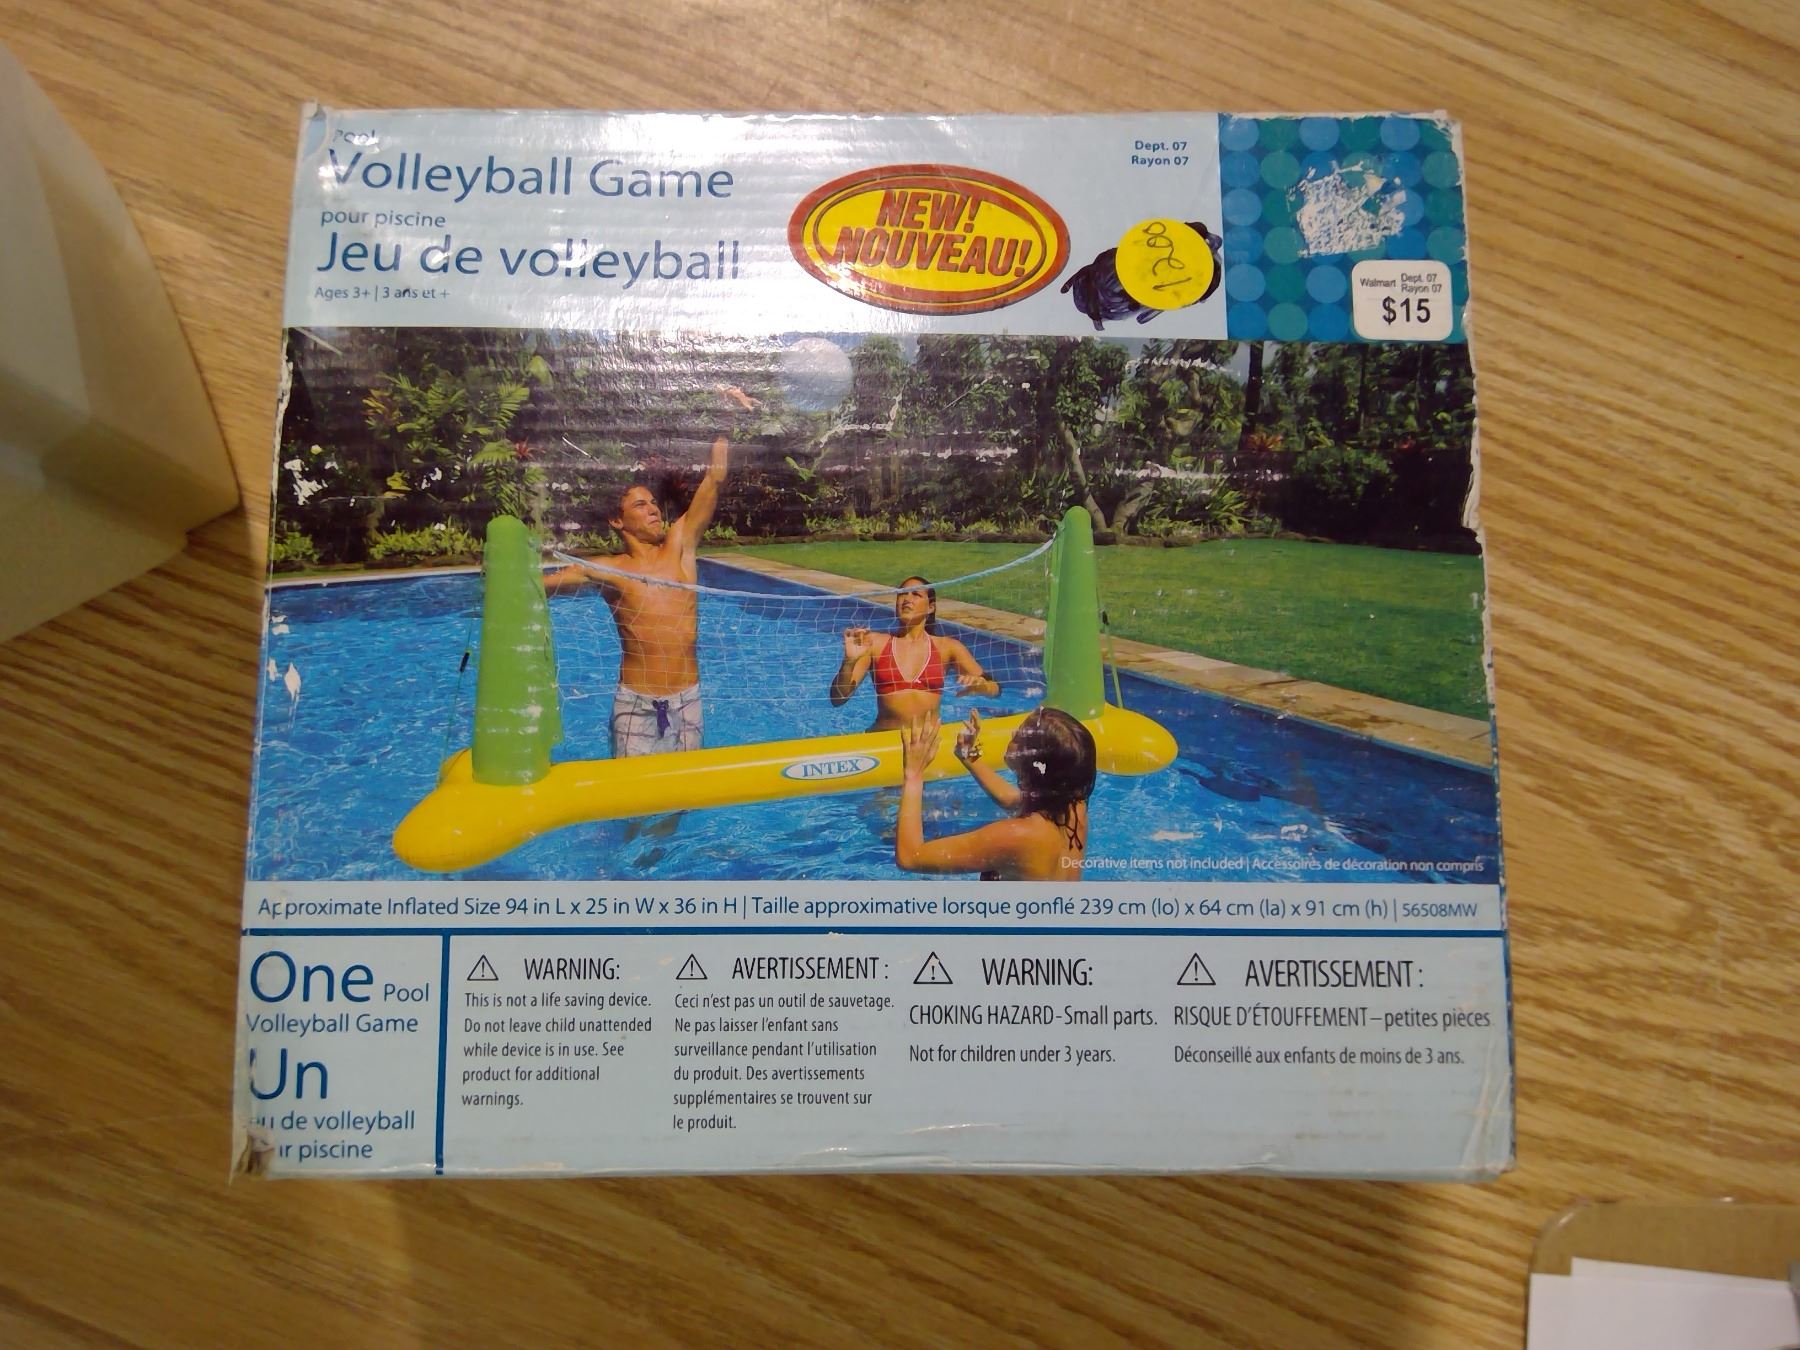 Pool
Volleyball Game
pour piscine
Jeu de volleyball
Ages 3+ | 3 ans et +
NEW!
NOUVEAU!
Dept. 07
Rayon 07
Walmart Dept. 07
Rayon 07
$15
INTEX
Decorative items not included | Accessoires de décoration non compris
Approximate Inflated Size 94 in L x 25 in W x 36 in H | Taille approximative lorsque gonflé 239 cm (lo) x 64 cm (la) x 91 cm (h) | 56508MW
One Pool
Volleyball Game
Un
de volleyball
piscine
WARNING:
This is not a life saving device.
Do not leave child unattended
while device is in use. See
product for additional
warnings.
AVERTISSEMENT :
Ceci n'est pas un outil de sauvetage.
Ne pas laisser l'enfant sans
surveillance pendant l'utilisation
du produit. Des avertissements
supplémentaires se trouvent sur
le produit.
WARNING:
CHOKING HAZARD-Small parts.
Not for children under 3 years.
AVERTISSEMENT :
RISQUE D'ÉTOUFFEMENT–petites pièces
Déconseillé aux enfants de moins de 3 ans.